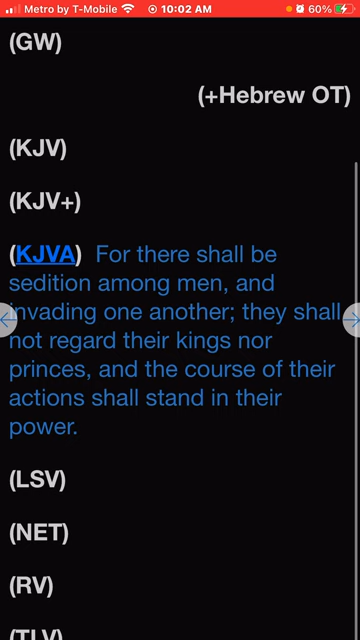 Metro by T-Mobile 10:02 AM 60%
(GW)
(+Hebrew OT)
(KJV)
(KJV+)
(KJVA) For there shall be
sedition among men, and
invading one another; they shall
not regard their kings nor
princes, and the course of their
actions shall stand in their
power.
(LSV)
(NET)
(RV)
(TLV)